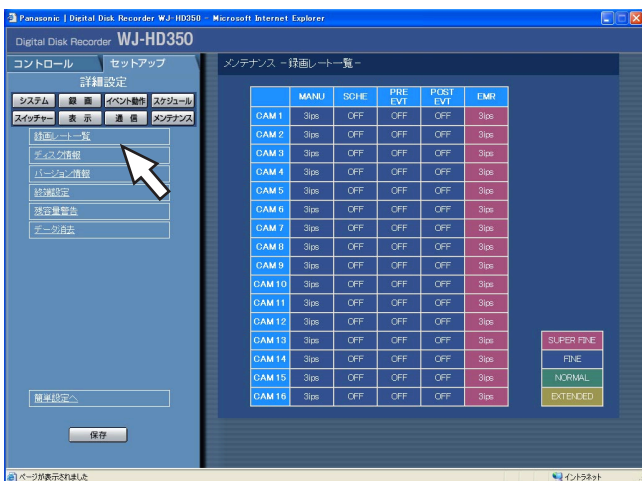 Panasonic | Digital Disk Recorder WJ-HD350 - Microsoft Internet Explorer
Digital Disk Recorder WJ-HD350
コントロール セットアップ
詳細設定
システム 録画 イベント動作 スケジュール
スイッチャー 表示 通信 メンテナンス
録画レート一覧
ディスク情報
バージョン情報
終端設定
残容量警告
データ消去
簡単設定へ
保存
メンテナンス -録画レート一覧-
MANU SCHE PRE EVT POST EVT EMR
CAM 1 3ips OFF OFF OFF 3ips
CAM 2 3ips OFF OFF OFF 3ips
CAM 3 3ips OFF OFF OFF 3ips
CAM 4 3ips OFF OFF OFF 3ips
CAM 5 3ips OFF OFF OFF 3ips
CAM 6 3ips OFF OFF OFF 3ips
CAM 7 3ips OFF OFF OFF 3ips
CAM 8 3ips OFF OFF OFF 3ips
CAM 9 3ips OFF OFF OFF 3ips
CAM 10 3ips OFF OFF OFF 3ips
CAM 11 3ips OFF OFF OFF 3ips
CAM 12 3ips OFF OFF OFF 3ips
CAM 13 3ips OFF OFF OFF 3ips
CAM 14 3ips OFF OFF OFF 3ips
CAM 15 3ips OFF OFF OFF 3ips
CAM 16 3ips OFF OFF OFF 3ips
SUPER FINE
FINE
NORMAL
EXTENDED
ページが表示されました イントラネット